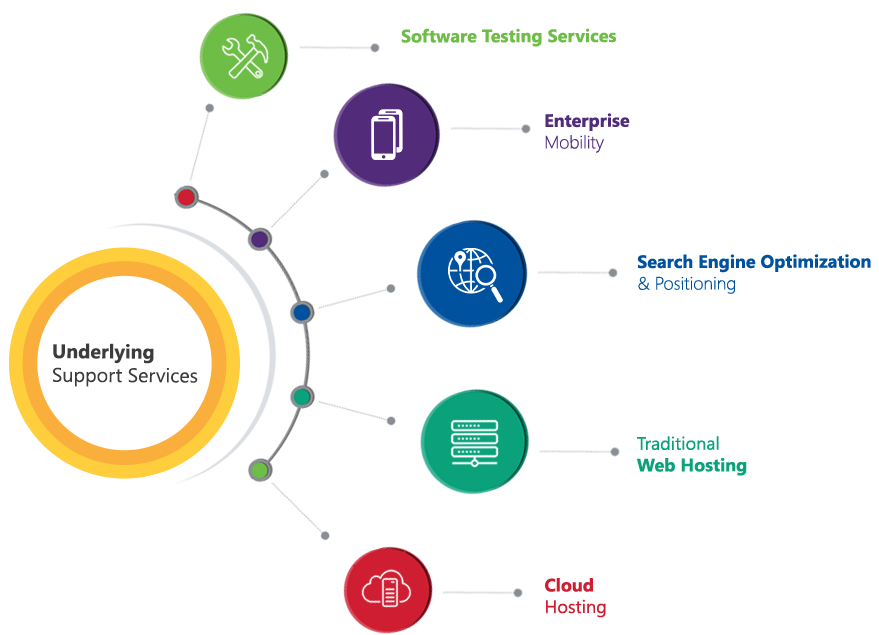 Software Testing Services
Enterprise
Mobility
Search Engine Optimization
& Positioning
Underlying
Support Services
Traditional
Web Hosting
Cloud
Hosting